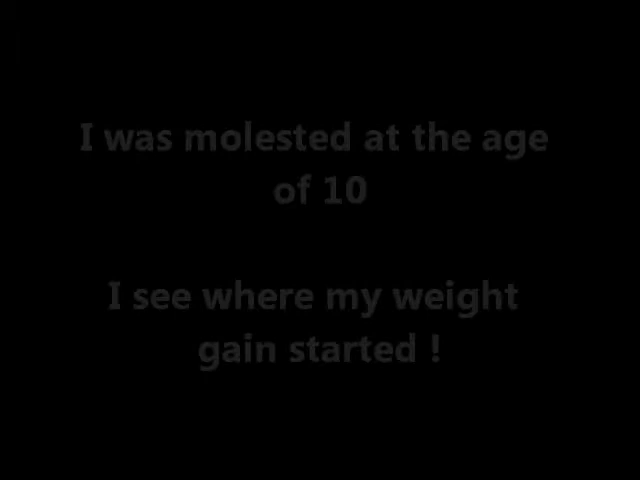 I was molested at the age
of 10
I see where my weight
gain started !